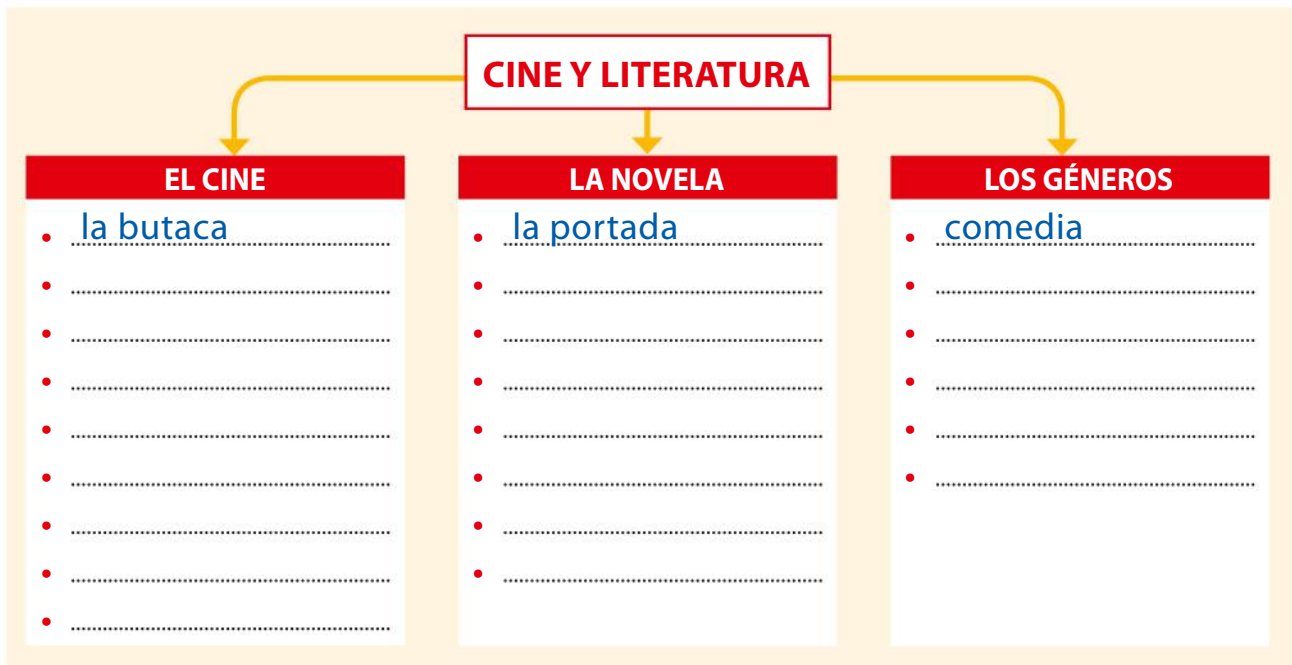 CINE Y LITERATURA
EL CINE
la butaca
LA NOVELA
la portada
LOS GÉNEROS
comedia